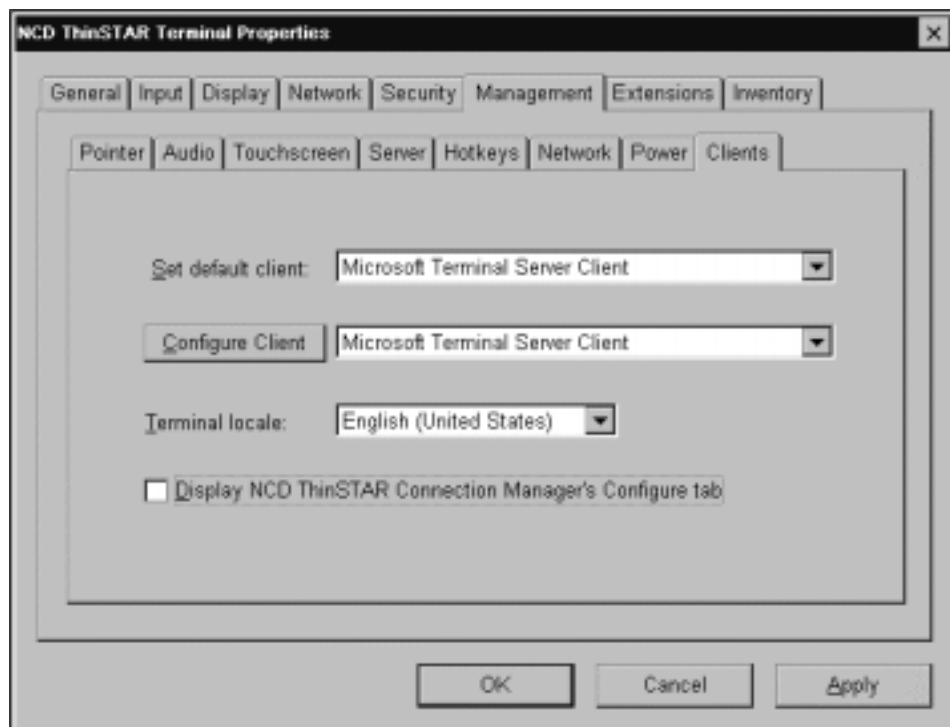 NCD ThinSTAR Terminal Properties
General Input Display Network Security Management Extensions Inventory
Pointer Audio Touchscreen Server Hotkeys Network Power Clients
Set default client: Microsoft Terminal Server Client
Configure Client Microsoft Terminal Server Client
Terminal locale: English (United States)
Display NCD ThinSTAR Connection Manager's Configure tab
OK Cancel Apply